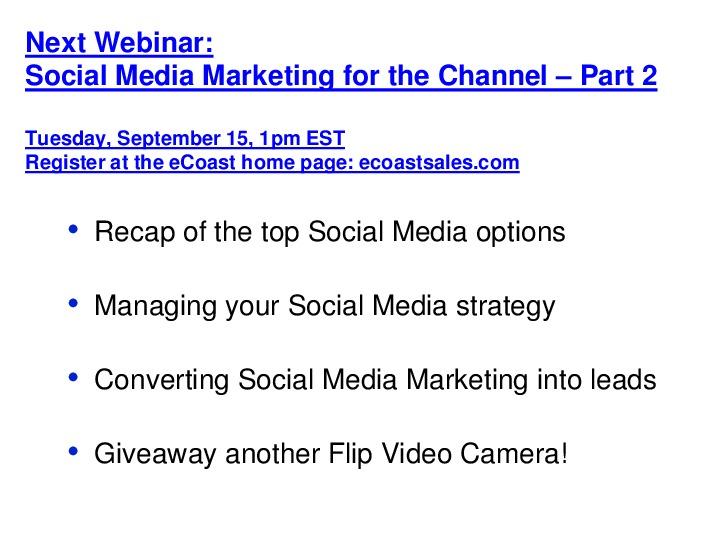 Next Webinar:
Social Media Marketing for the Channel – Part 2
Tuesday, September 15, 1pm EST
Register at the eCoast home page: ecoastsales.com
• Recap of the top Social Media options
• Managing your Social Media strategy
• Converting Social Media Marketing into leads
• Giveaway another Flip Video Camera!